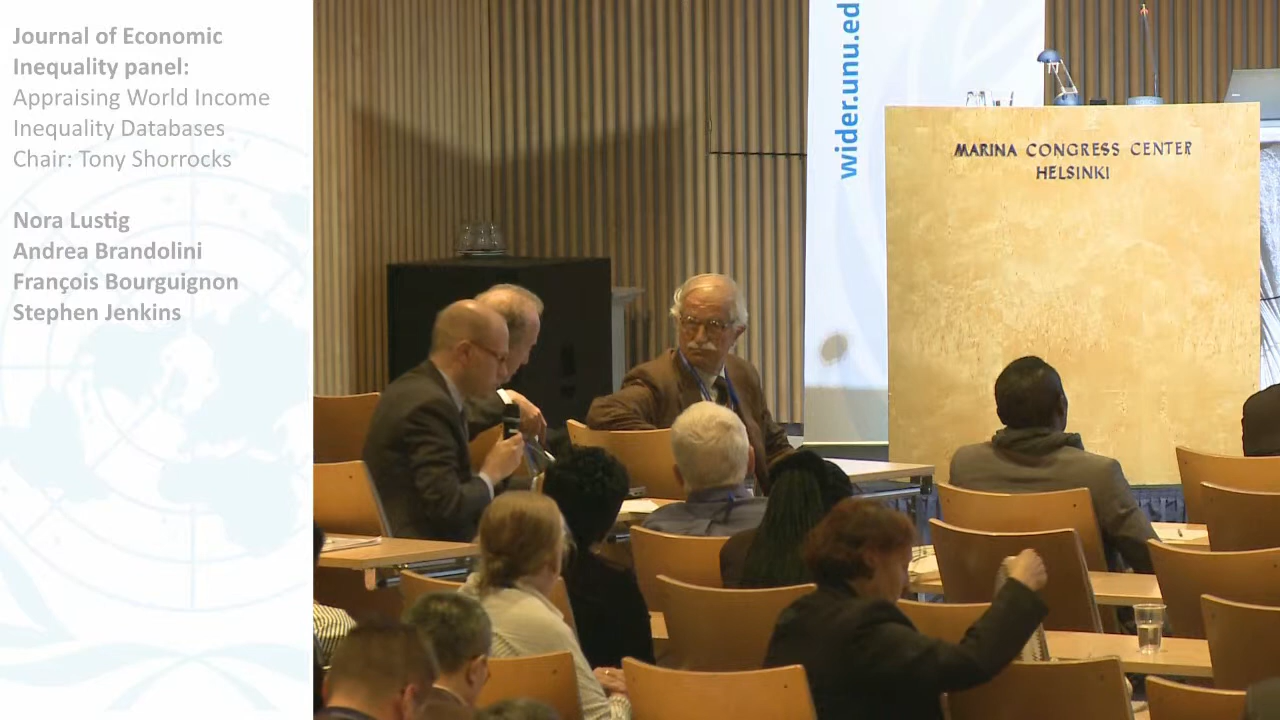 Journal of Economic
Inequality panel:
Appraising World Income
Inequality Databases
Chair: Tony Shorrocks
Nora Lustig
Andrea Brandolini
François Bourguignon
Stephen Jenkins
wider.unu.ed
MARINA CONGRESS CENTER
HELSINKI